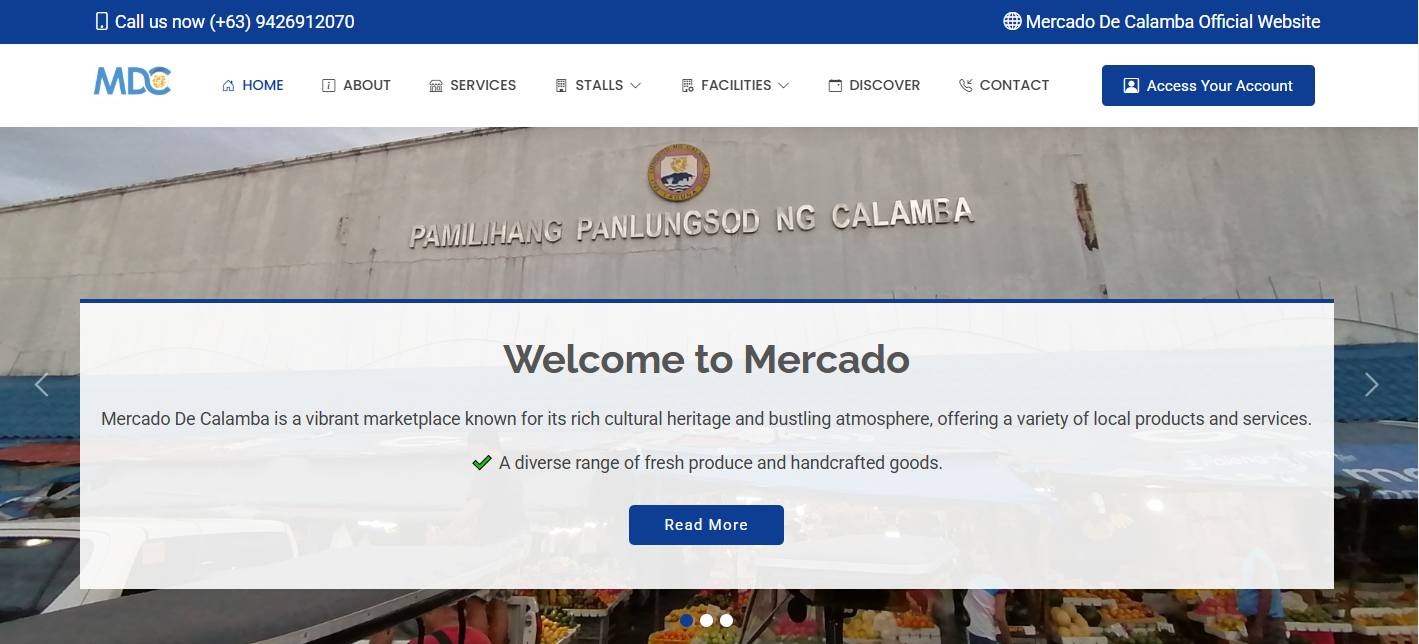 Call us now (+63) 9426912070
Mercado De Calamba Official Website
MDC
HOME
ABOUT
SERVICES
STALLS
FACILITIES
DISCOVER
CONTACT
Access Your Account
PAMILIHANG PANLUNGSOD NG CALAMBA
Welcome to Mercado
Mercado De Calamba is a vibrant marketplace known for its rich cultural heritage and bustling atmosphere, offering a variety of local products and services.
A diverse range of fresh produce and handcrafted goods.
Read More